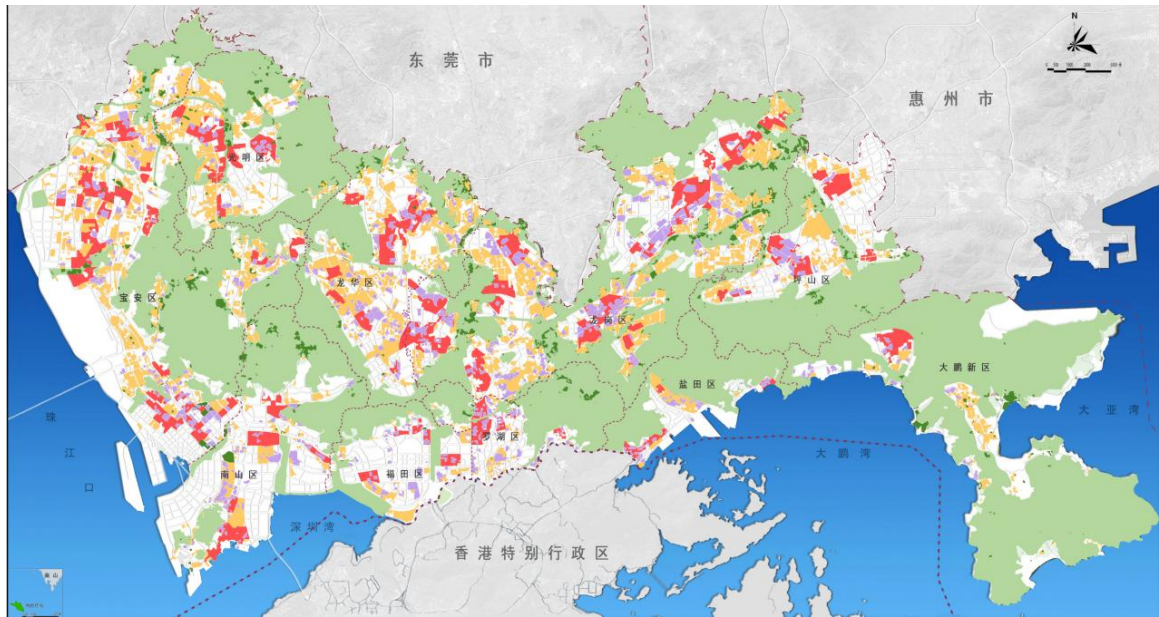 东莞市
N
惠州市
光明区
宝安区
龙华区
龙岗区
坪山区
大鹏新区
盐田区
罗湖区
福田区
南山区
珠江口
深圳湾
大鹏湾
大亚湾
香港特别行政区